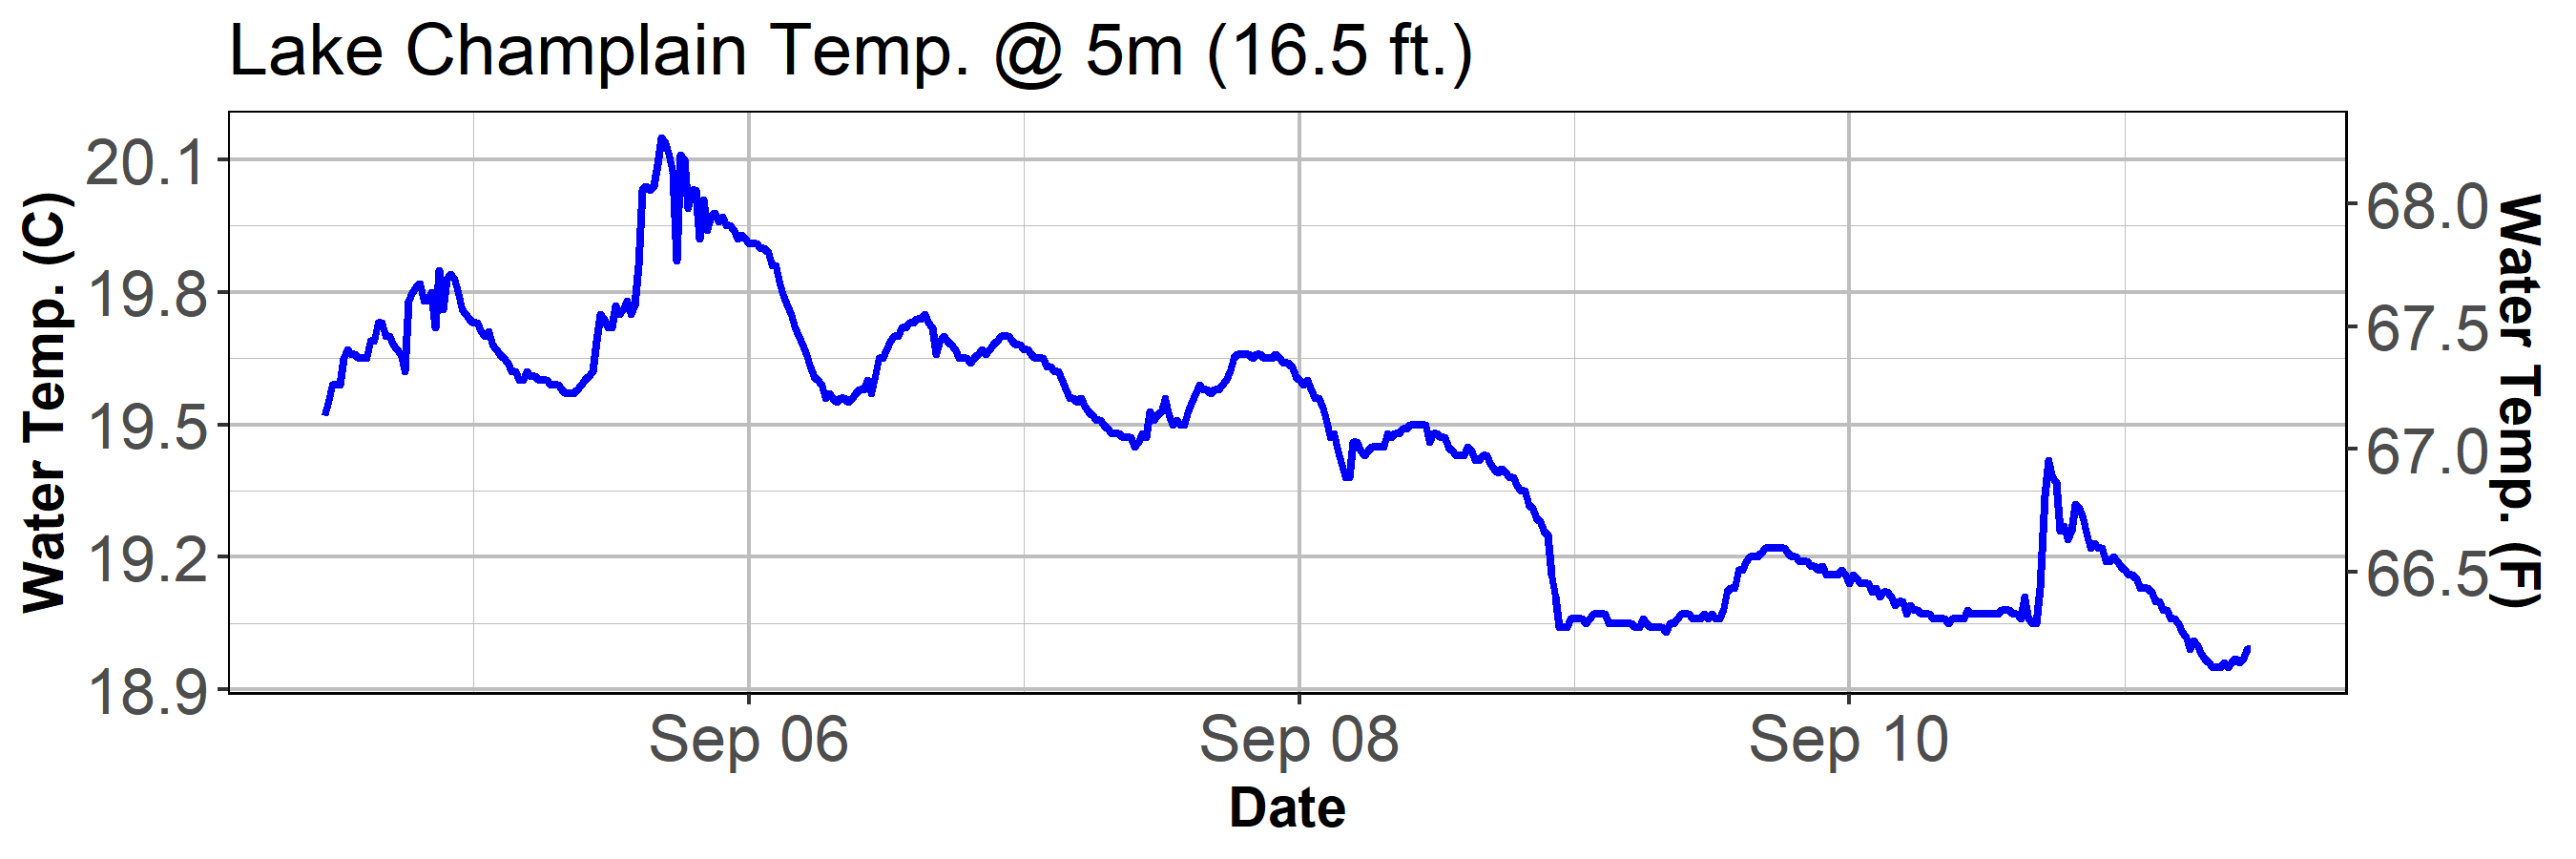 Lake Champlain Temp. @ 5m (16.5 ft.)
Water Temp. (C)
20.1
19.8
19.5
19.2
18.9
68.0
67.5
67.0
66.5
Water Temp. (F)
Sep 06
Sep 08
Sep 10
Date